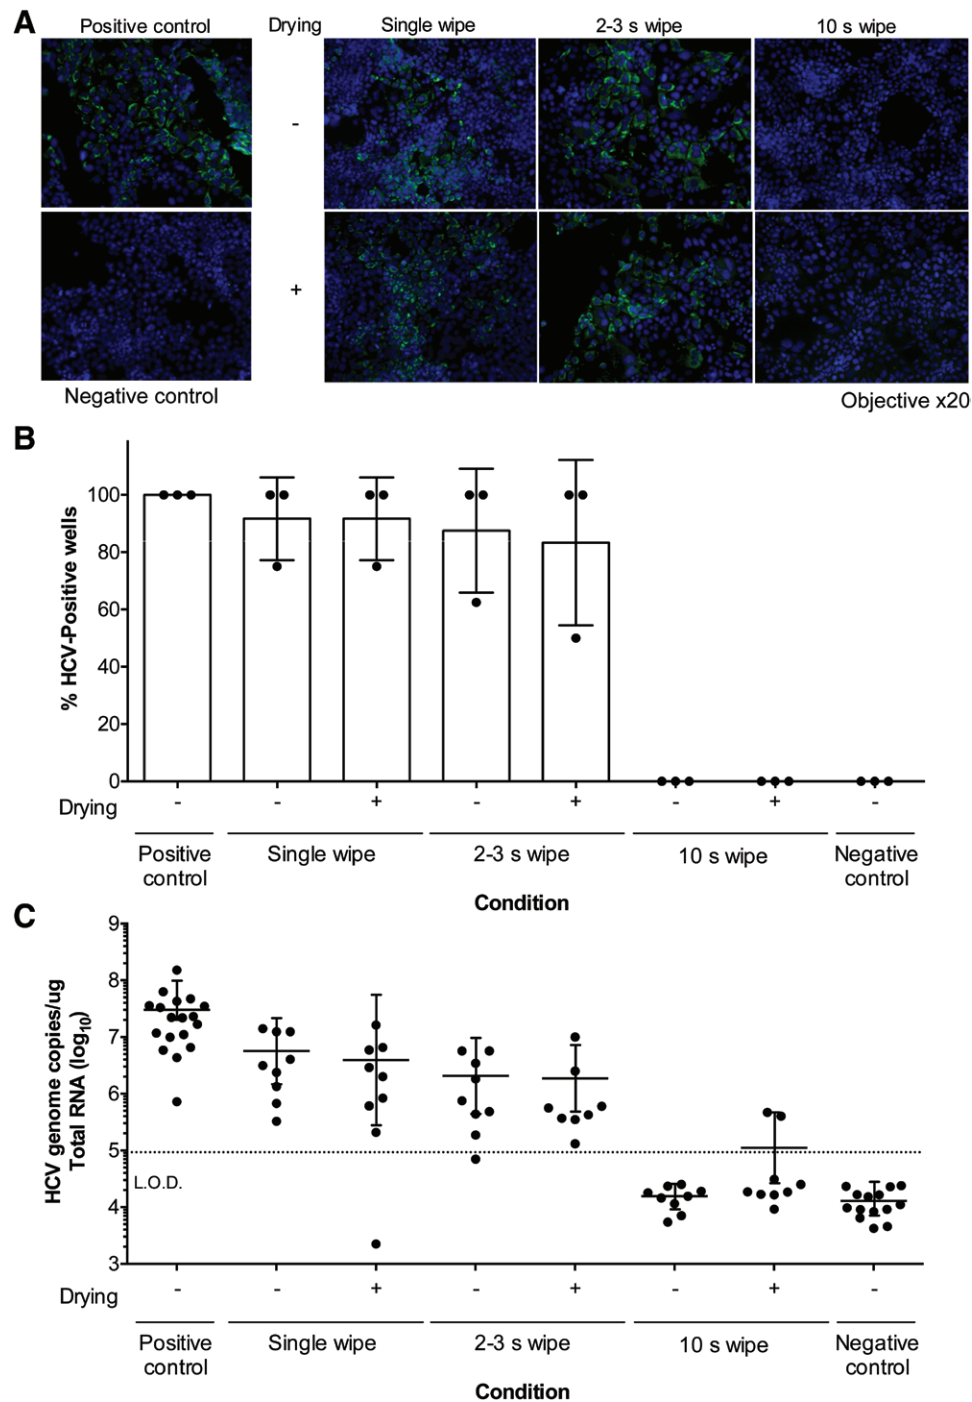 A
Positive control
Drying
Single wipe
2-3 s wipe
10 s wipe
-
+
Negative control
Objective x20
B
% HCV-Positive wells
100
80
60
40
20
0
Drying
- - + - + - + -
Positive control
Single wipe
2-3 s wipe
10 s wipe
Negative control
Condition
C
HCV genome copies/ug
Total RNA (log10)
9
8
7
6
5
4
3
L.O.D.
Drying
- - + - + - + -
Positive control
Single wipe
2-3 s wipe
10 s wipe
Negative control
Condition